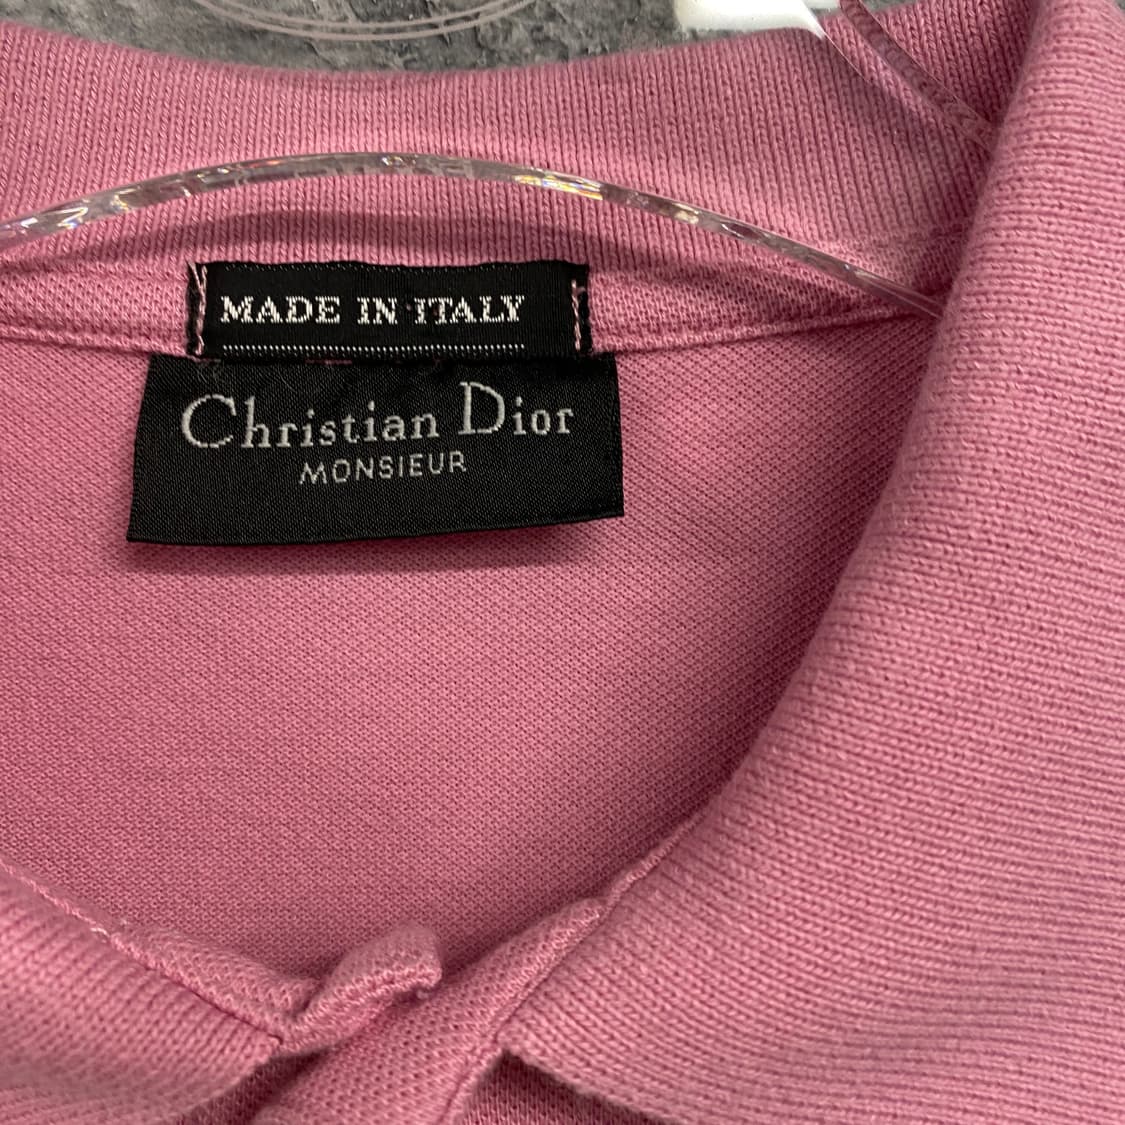 MADE IN ITALY
Christian Dior
MONSIEUR